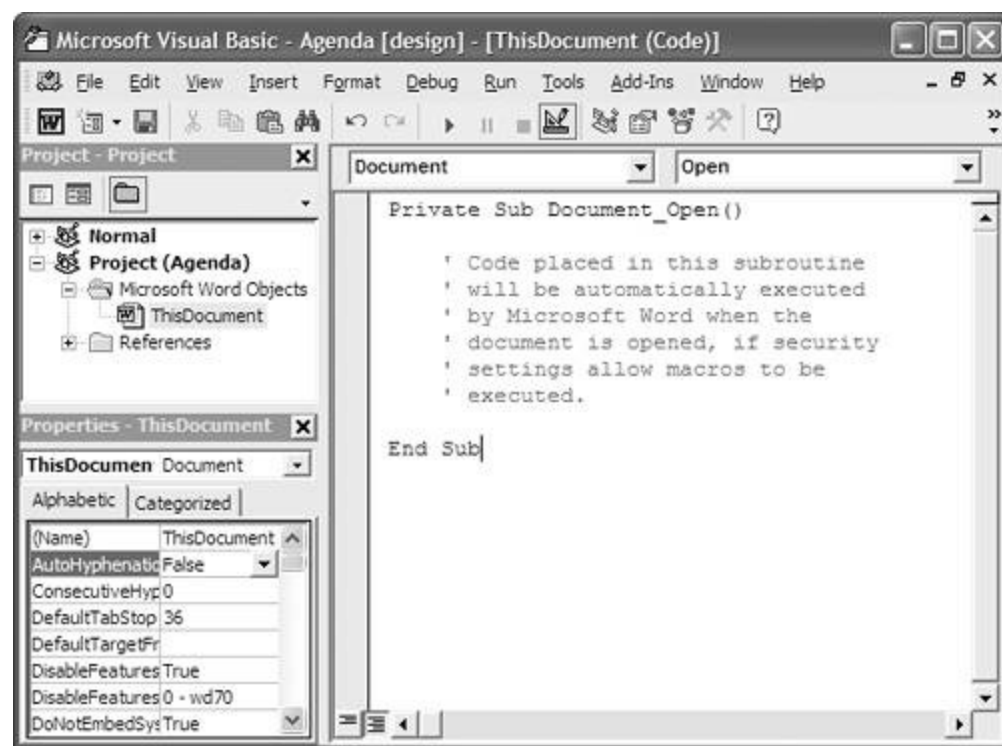 Microsoft Visual Basic - Agenda [design] - [ThisDocument (Code)]
File Edit View Insert Format Debug Run Tools Add-Ins Window Help
Project - Project
Document Open
Normal
Project (Agenda)
Microsoft Word Objects
ThisDocument
References
Private Sub Document_Open()
' Code placed in this subroutine
' will be automatically executed
' by Microsoft Word when the
' document is opened, if security
' settings allow macros to be
' executed.
End Sub
Properties - ThisDocument
ThisDocumen Document
Alphabetic Categorized
(Name) ThisDocument
AutoHyphenatic False
ConsecutiveHyp 0
DefaultTabStop 36
DefaultTargetFr
DisableFeatures True
DisableFeatures 0 - wd70
DoNotEmbedSys True